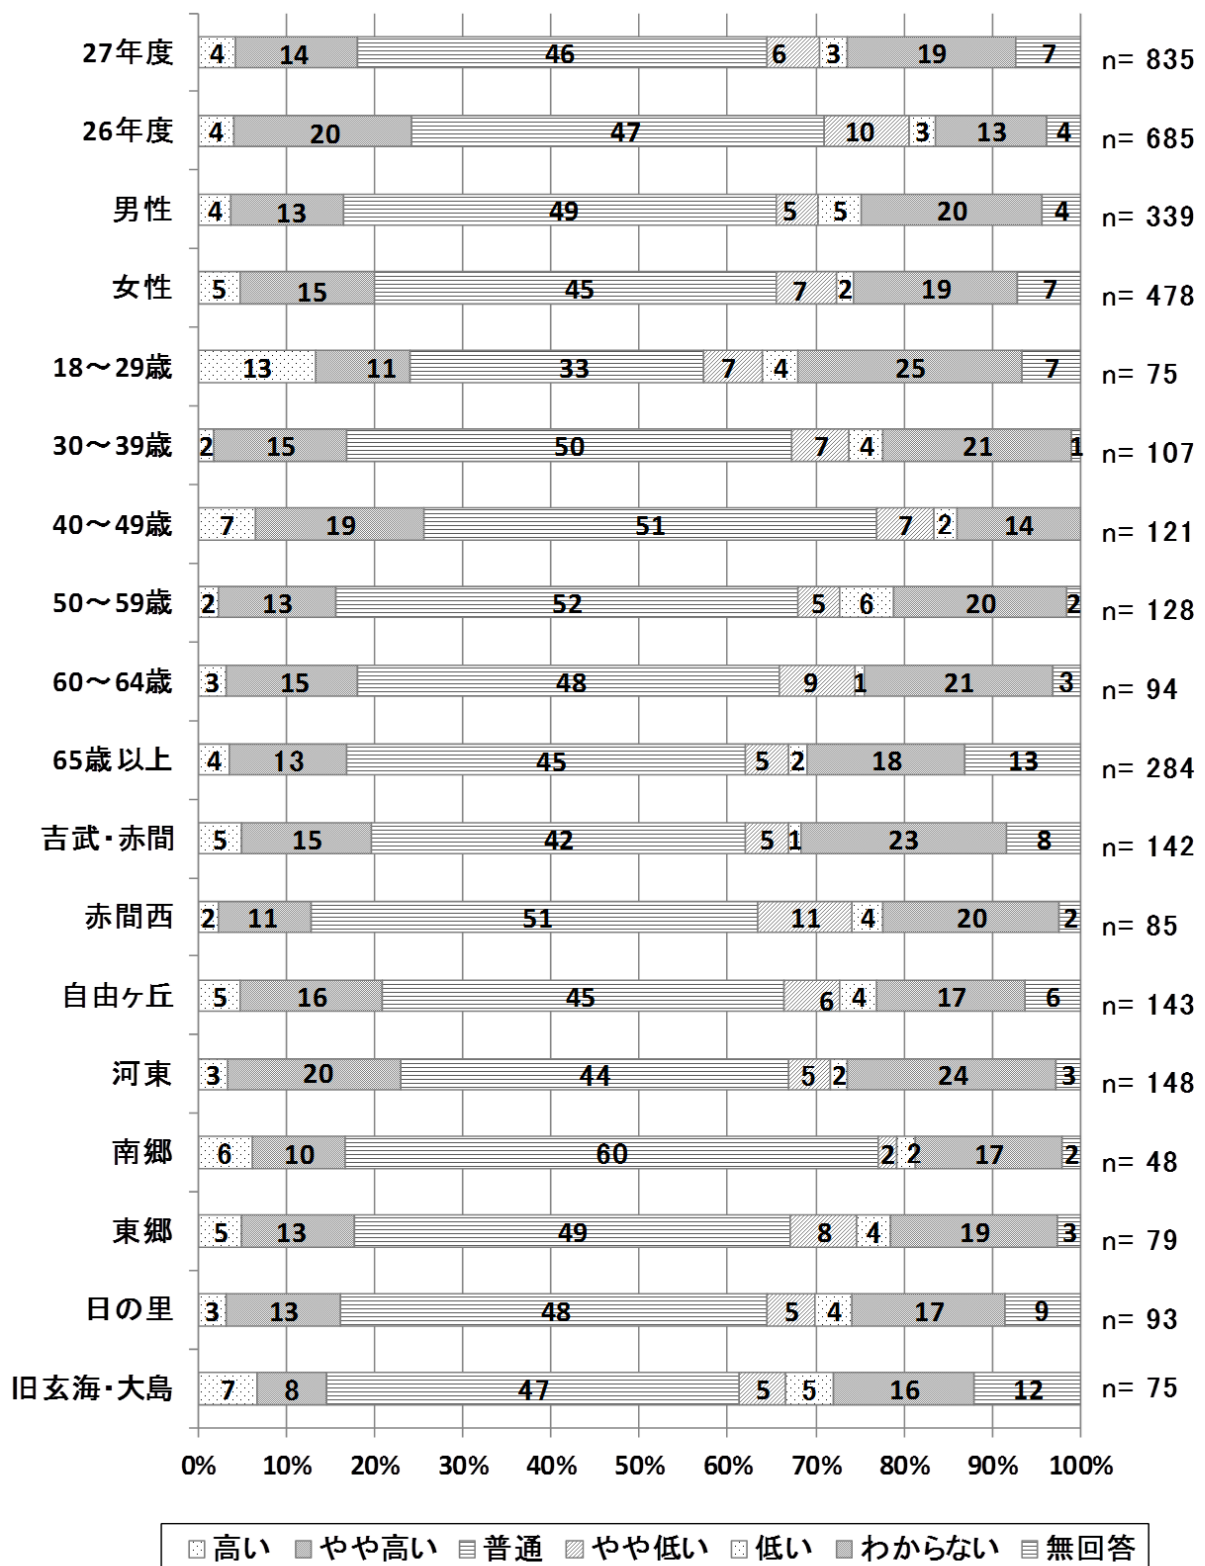 27年度 4 14 46 6 3 19 7 n= 835
26年度 4 20 47 10 3 13 4 n= 685
男性 4 13 49 5 5 20 4 n= 339
女性 5 15 45 7 2 19 7 n= 478
18～29歳 13 11 33 7 4 25 7 n= 75
30～39歳 2 15 50 7 4 21 1 n= 107
40～49歳 7 19 51 7 2 14 n= 121
50～59歳 2 13 52 5 6 20 2 n= 128
60～64歳 3 15 48 9 1 21 3 n= 94
65歳以上 4 13 45 5 2 18 13 n= 284
吉武・赤間 5 15 42 5 1 23 8 n= 142
赤間西 2 11 51 11 4 20 2 n= 85
自由ヶ丘 5 16 45 6 4 17 6 n= 143
河東 3 20 44 5 2 24 3 n= 148
南郷 6 10 60 2 2 17 2 n= 48
東郷 5 13 49 8 4 19 3 n= 79
日の里 3 13 48 5 4 17 9 n= 93
旧玄海・大島 7 8 47 5 5 16 12 n= 75
0% 10% 20% 30% 40% 50% 60% 70% 80% 90% 100%
高い やや高い 普通 やや低い 低い わからない 無回答